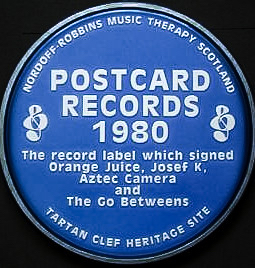 NORDOFF-ROBBINS MUSIC THERAPY SCOTLAND
POSTCARD
RECORDS
1980
The record label which signed
Orange Juice, Josef K,
Aztec Camera
and
The Go Betweens
TARTAN CLEF HERITAGE SITE